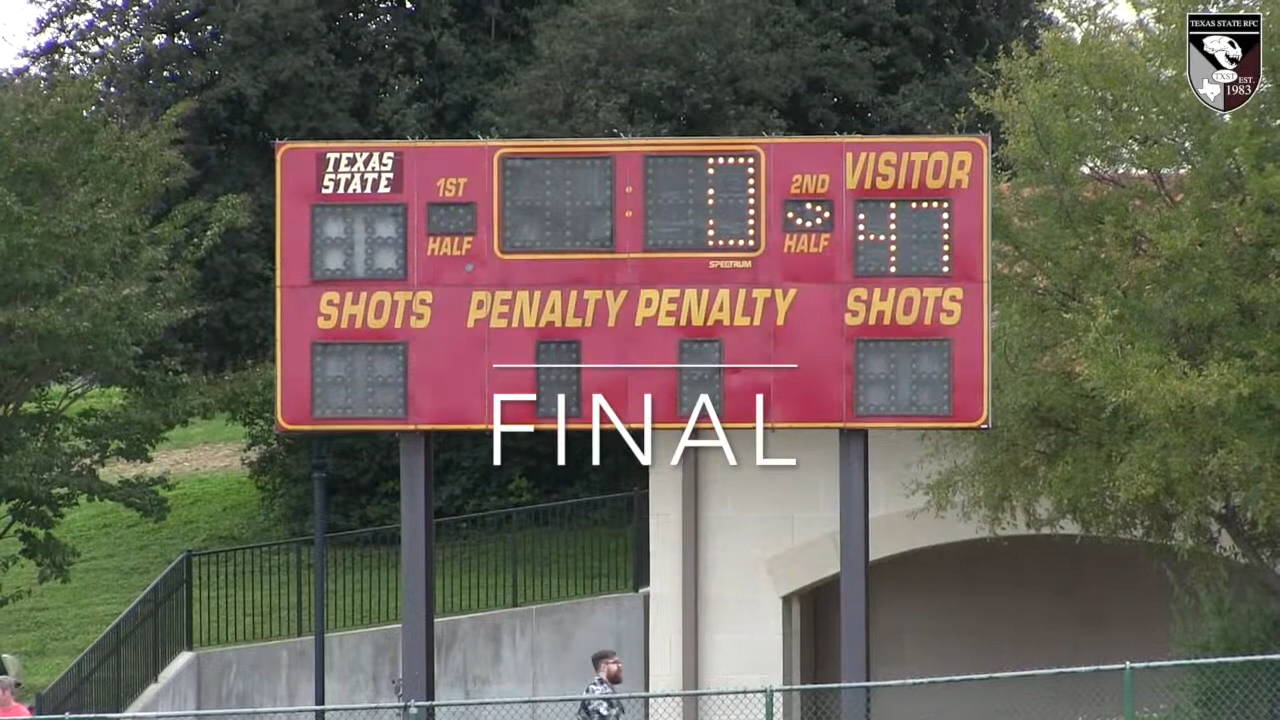 TEXAS STATE RFC
TXST
EST.
1983
TEXAS
STATE
1ST
HALF
0
2ND
HALF
VISITOR
47
SPECTRUM
SHOTS
PENALTY
PENALTY
SHOTS
FINAL